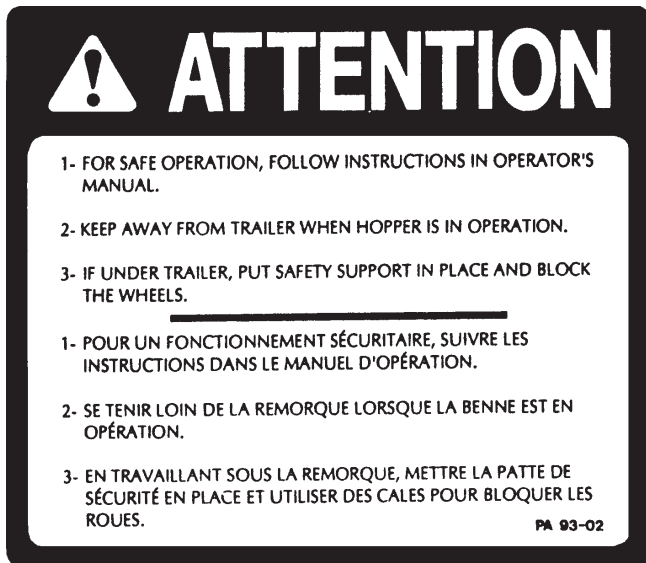 ATTENTION
1- FOR SAFE OPERATION, FOLLOW INSTRUCTIONS IN OPERATOR'S
MANUAL.
2- KEEP AWAY FROM TRAILER WHEN HOPPER IS IN OPERATION.
3- IF UNDER TRAILER, PUT SAFETY SUPPORT IN PLACE AND BLOCK
THE WHEELS.
1- POUR UN FONCTIONNEMENT SÉCURITAIRE, SUIVRE LES
INSTRUCTIONS DANS LE MANUEL D'OPÉRATION.
2- SE TENIR LOIN DE LA REMORQUE LORSQUE LA BENNE EST EN
OPÉRATION.
3- EN TRAVAILLANT SOUS LA REMORQUE, METTRE LA PATTE DE
SÉCURITÉ EN PLACE ET UTILISER DES CALES POUR BLOQUER LES
ROUES.
PA 93-02